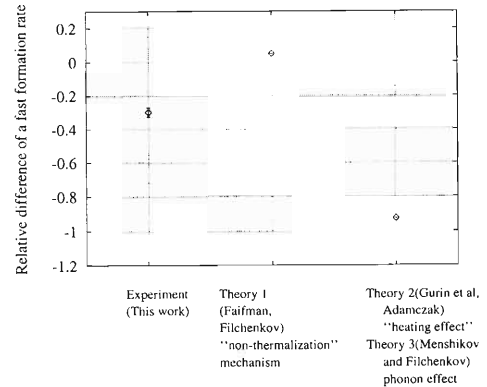 Relative difference of a fast formation rate
0.2
0
-0.2
-0.4
-0.6
-0.8
-1
-1.2
Experiment
(This work)
Theory 1
(Faifman,
Filchenkov)
"non-thermalization"
mechanism
Theory 2(Gurin et al,
Adamczak)
"heating effect"
Theory 3(Menshikov
and Filchenkov)
phonon effect